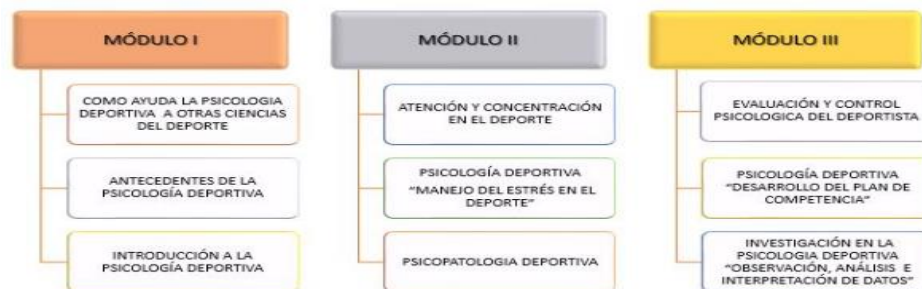 MÓDULO I
COMO AYUDA LA PSICOLOGIA
DEPORTIVA A OTRAS CIENCIAS
DEL DEPORTE
ANTECEDENTES DE LA
PSICOLOGÍA DEPORTIVA
INTRODUCCIÓN A LA
PSICOLOGÍA DEPORTIVA
MÓDULO II
ATENCIÓN Y CONCENTRACIÓN
EN EL DEPORTE
PSICOLOGÍA DEPORTIVA
"MANEJO DEL ESTRÉS EN EL
DEPORTE"
PSICOPATOLOGIA DEPORTIVA
MÓDULO III
EVALUACIÓN Y CONTROL
PSICOLOGICA DEL DEPORTISTA
PSICOLOGÍA DEPORTIVA
"DESARROLLO DEL PLAN DE
COMPETENCIA"
INVESTIGACIÓN EN LA
PSICOLOGIA DEPORTIVA
"OBSERVACIÓN, ANÁLISIS E
INTERPRETACIÓN DE DATOS"